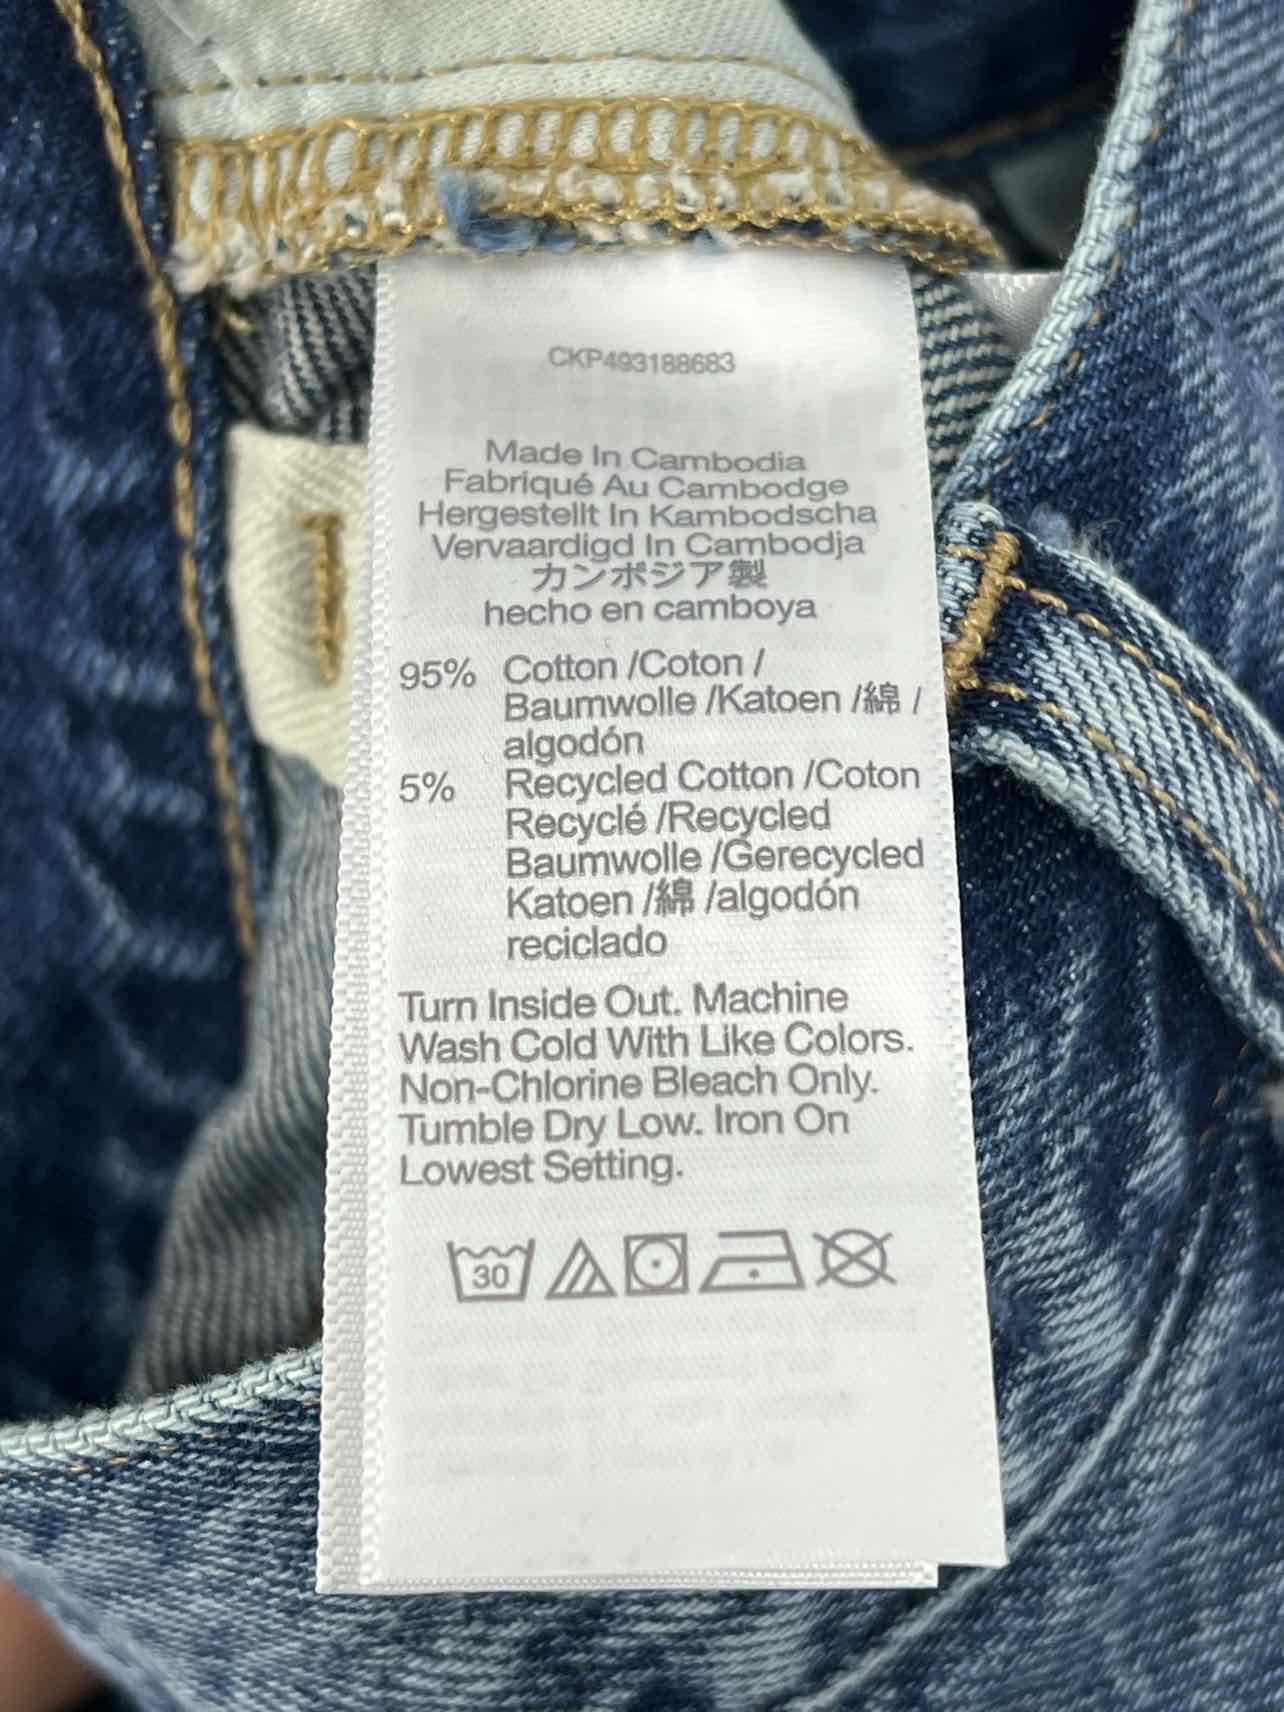 CKP493188683
Made In Cambodia
Fabriqué Au Cambodge
Hergestellt In Kambodscha
Vervaardigd In Cambodja
カンボジア製
hecho en camboya
95% Cotton /Coton /
Baumwolle /Katoen /綿 /
algodón
5% Recycled Cotton /Coton
Recyclé /Recycled
Baumwolle /Gerecycled
Katoen /綿 /algodón
reciclado
Turn Inside Out. Machine
Wash Cold With Like Colors.
Non-Chlorine Bleach Only.
Tumble Dry Low. Iron On
Lowest Setting.
30